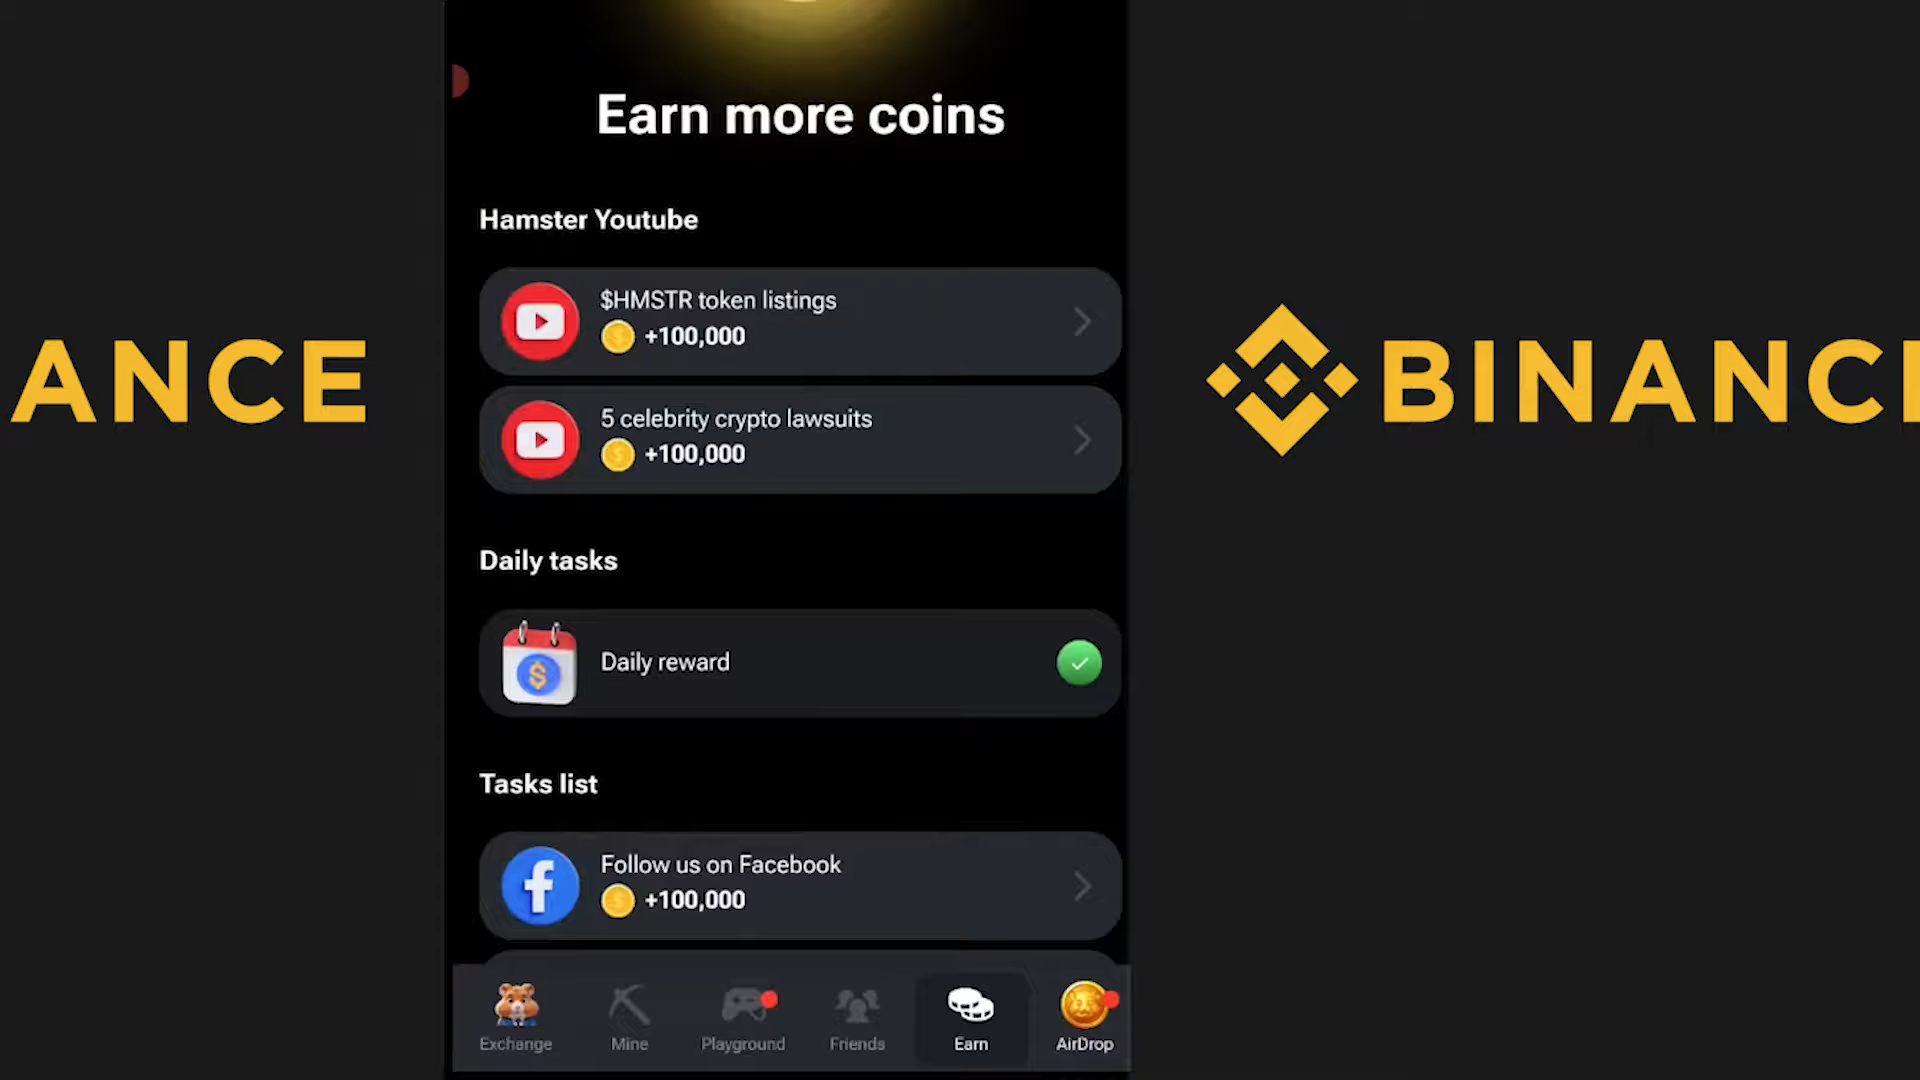 Earn more coins
Hamster Youtube
$HMSTR token listings
+100,000
5 celebrity crypto lawsuits
+100,000
ANCE
BINANCE
Daily tasks
Daily reward
Tasks list
Follow us on Facebook
+100,000
Exchange
Mine
Playground
Friends
Earn
AirDrop